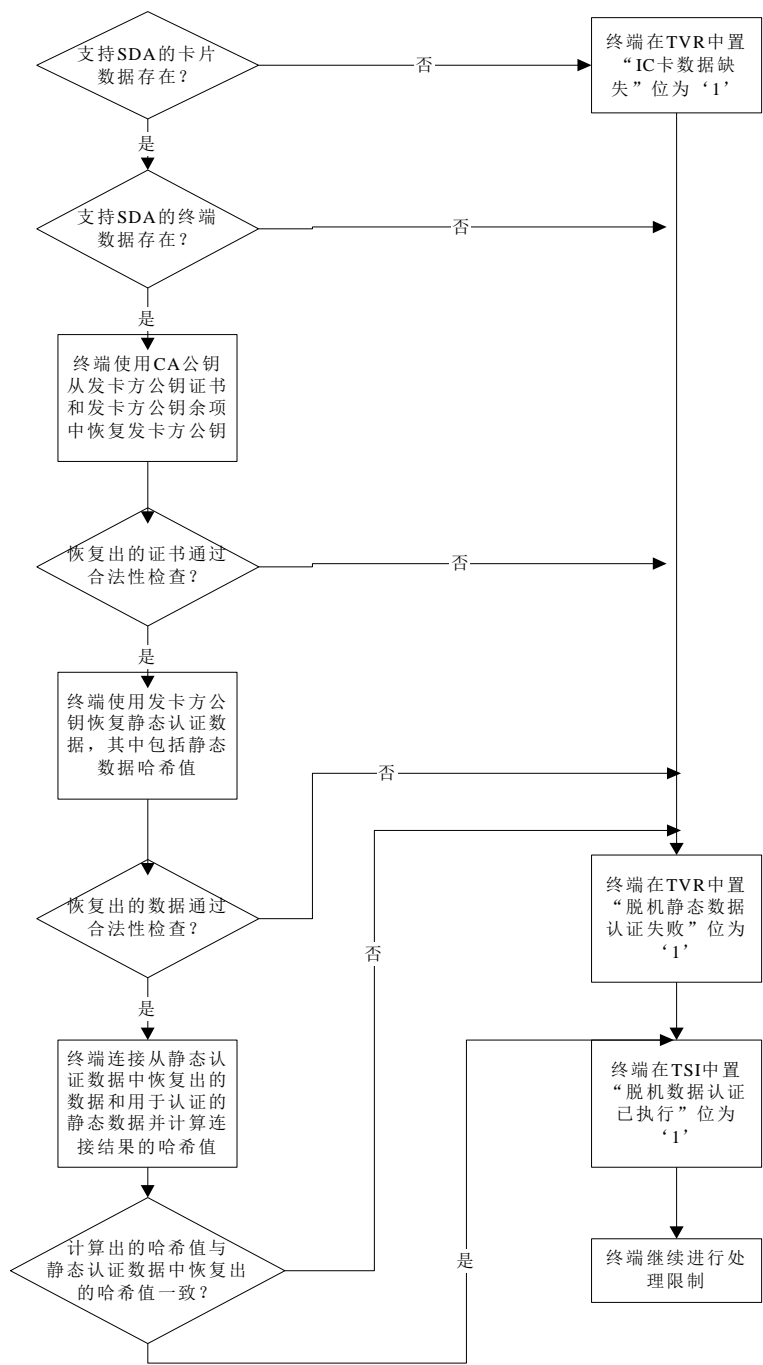 支持SDA的卡片
数据存在？
否
终端在TVR中置
“IC卡数据缺
失”位为‘1’
是
支持SDA的终端
数据存在？
否
是
终端使用CA公钥
从发卡方公钥证书
和发卡方公钥余项
中恢复发卡方公钥
恢复出的证书通过
合法性检查？
否
是
终端使用发卡方公
钥恢复静态认证数
据，其中包括静态
数据哈希值
否
恢复出的数据通过
合法性检查？
否
终端在TVR中置
“脱机静态数据
认证失败”位为
‘1’
是
终端连接从静态认
证数据中恢复出的
数据和用于认证的
静态数据并计算连
接结果的哈希值
终端在TSI中置
“脱机数据认证
已执行”位为
‘1’
计算出的哈希值与
静态认证数据中恢复出
的哈希值一致？
是
终端继续进行处
理限制